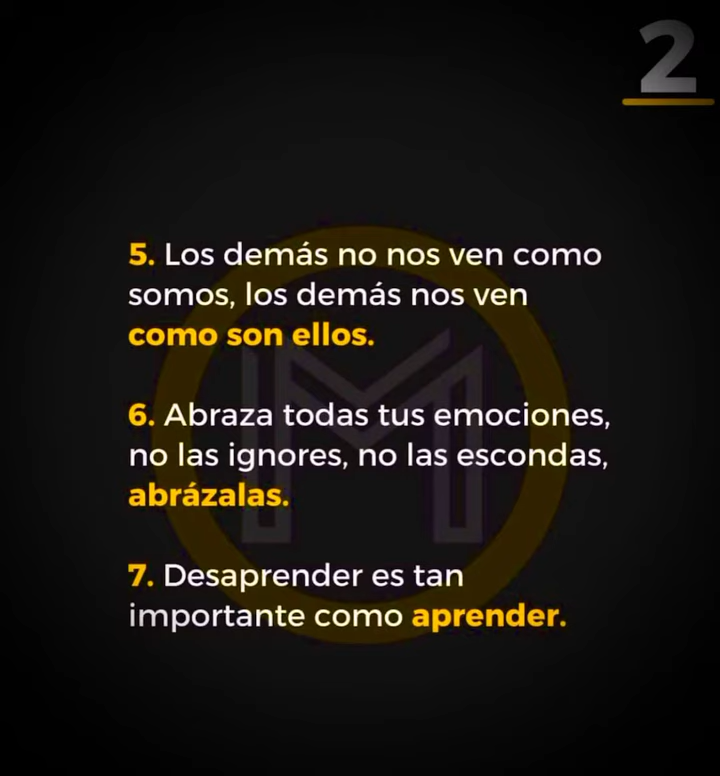 2
5. Los demás no nos ven como
somos, los demás nos ven
como son ellos.
6. Abraza todas tus emociones,
no las ignores, no las escondas,
abrázalas.
7. Desaprender es tan
importante como aprender.